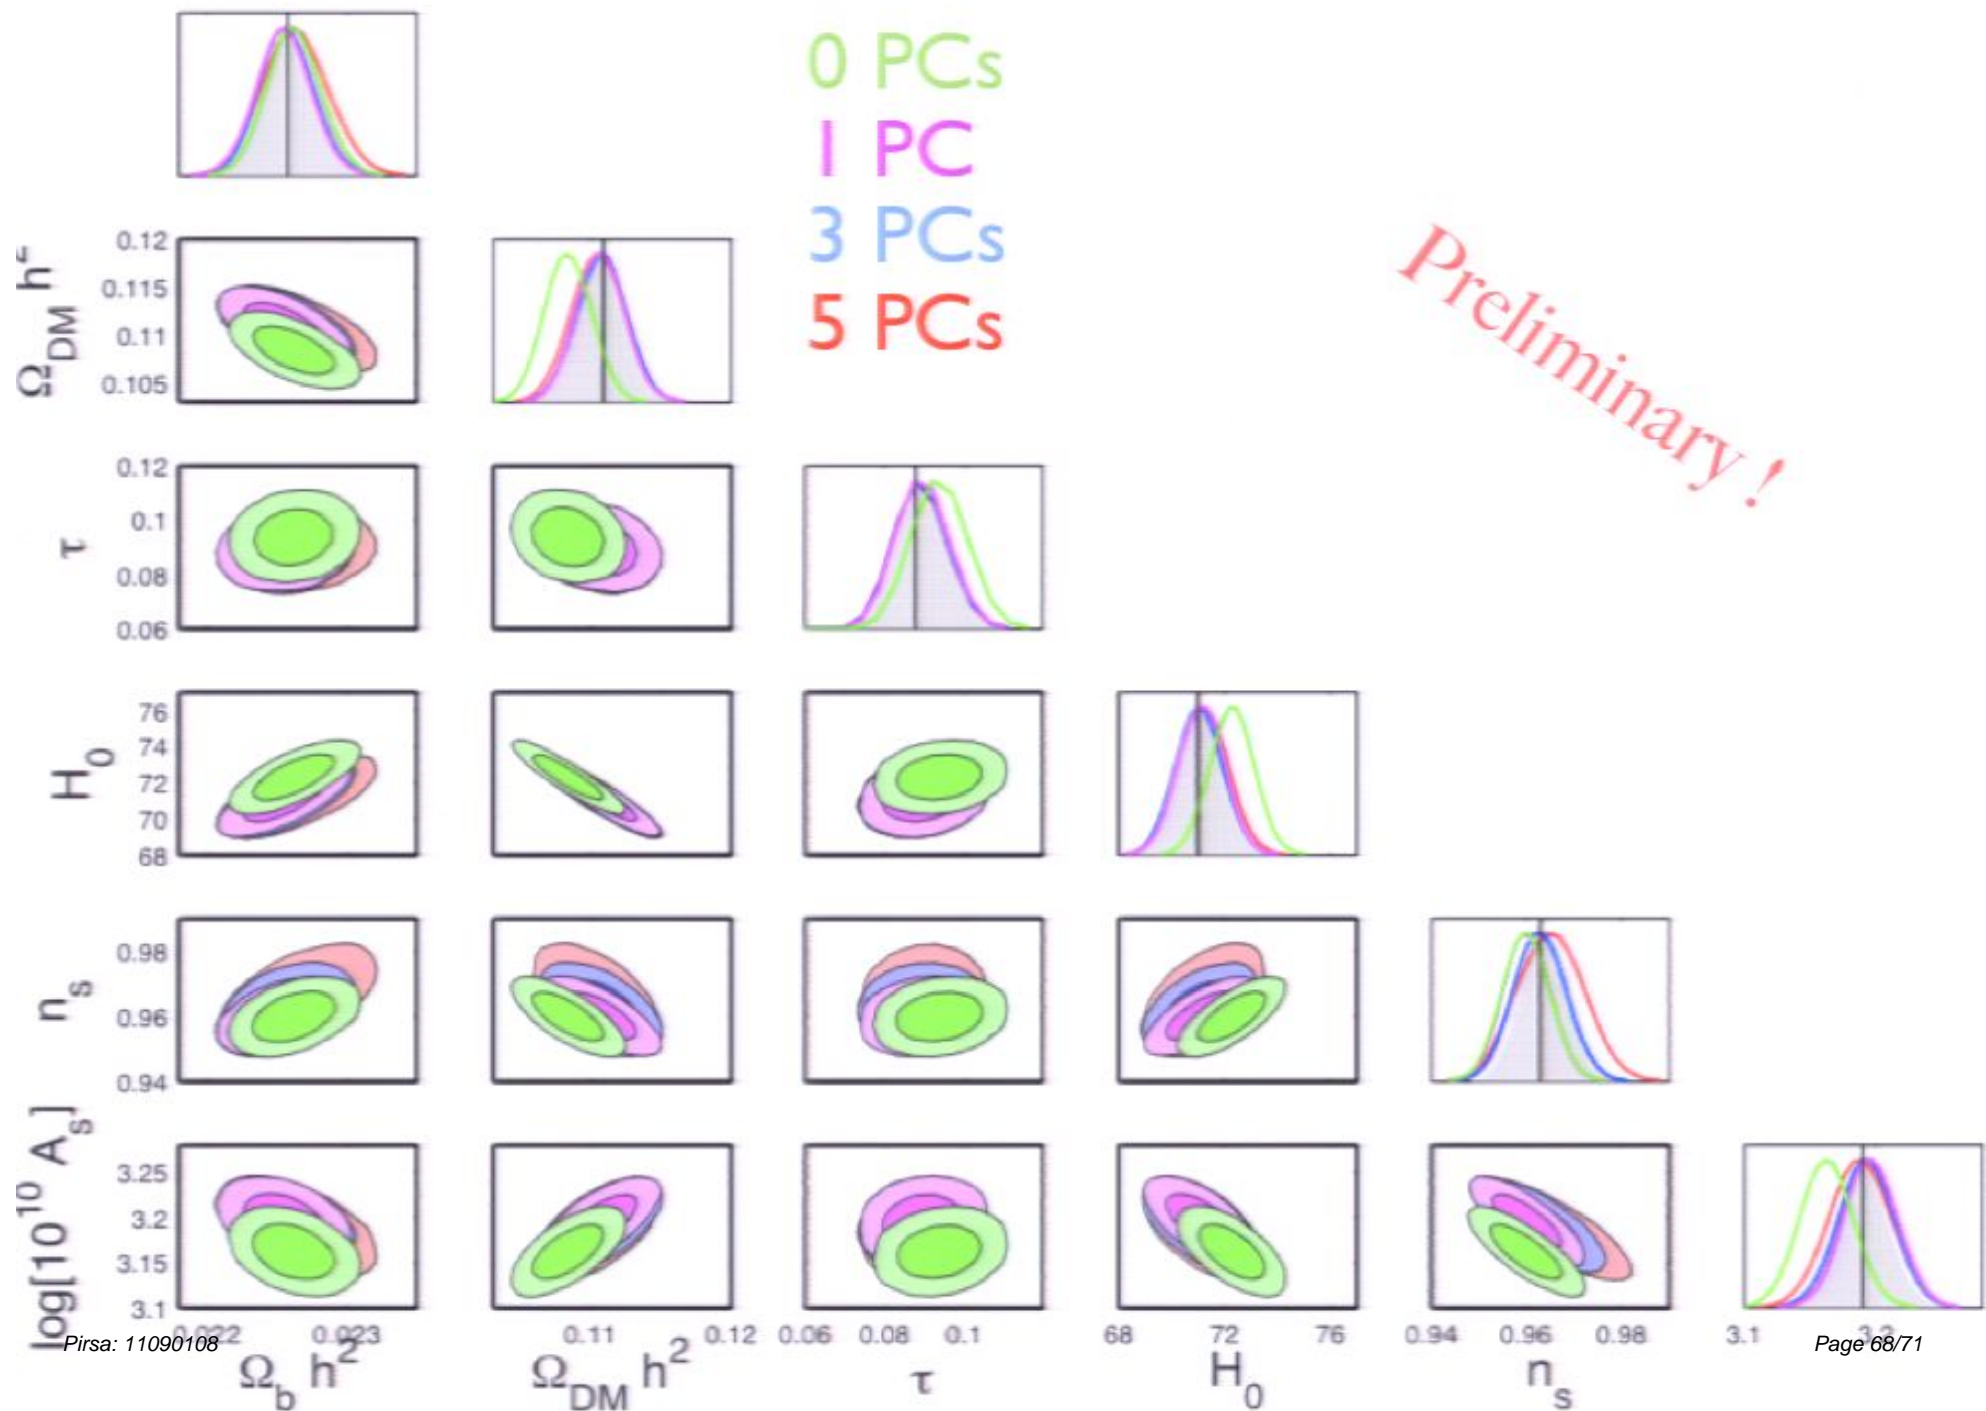 0 PCs
1 PC
3 PCs
5 PCs
Preliminary !
Ω_DM h²
0.12
0.115
0.11
0.105
τ
0.12
0.1
0.08
0.06
H_0
76
74
72
70
68
n_s
0.98
0.96
0.94
log[10^10 A_s]
3.25
3.2
3.15
3.1
0.022 0.023 0.11 0.12 0.06 0.08 0.1 68 72 76 0.94 0.96 0.98 3.1 3.2
Pirsa: 11090108 Page 68/71
Ω_b h² Ω_DM h² τ H_0 n_s